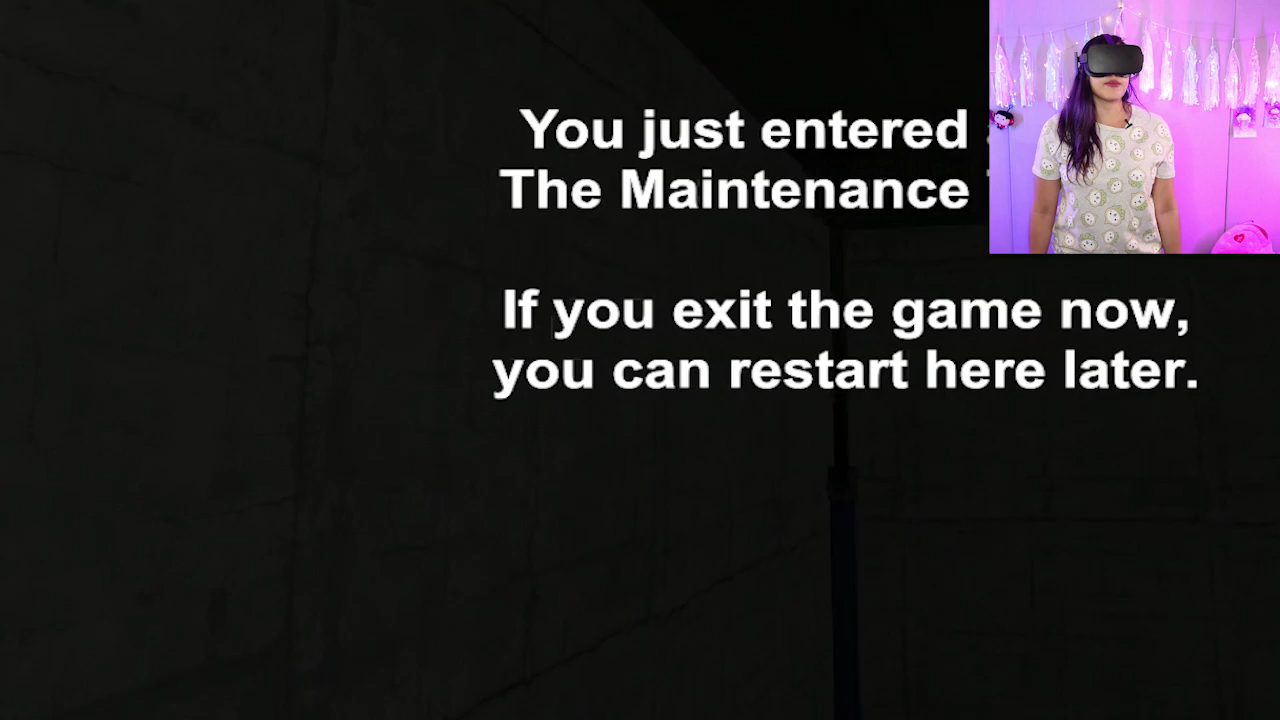 You just entered
The Maintenance
If you exit the game now,
you can restart here later.